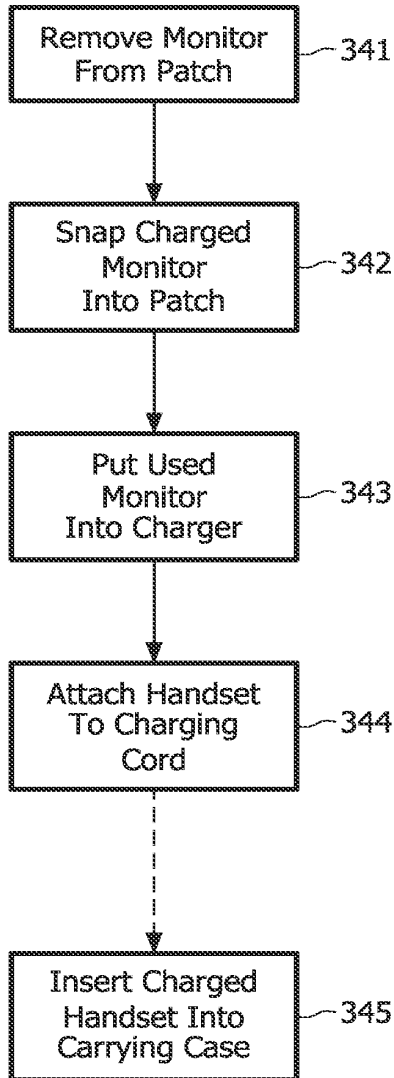 Remove Monitor
From Patch
341
Snap Charged
Monitor
Into Patch
342
Put Used
Monitor
Into Charger
343
Attach Handset
To Charging
Cord
344
Insert Charged
Handset Into
Carrying Case
345